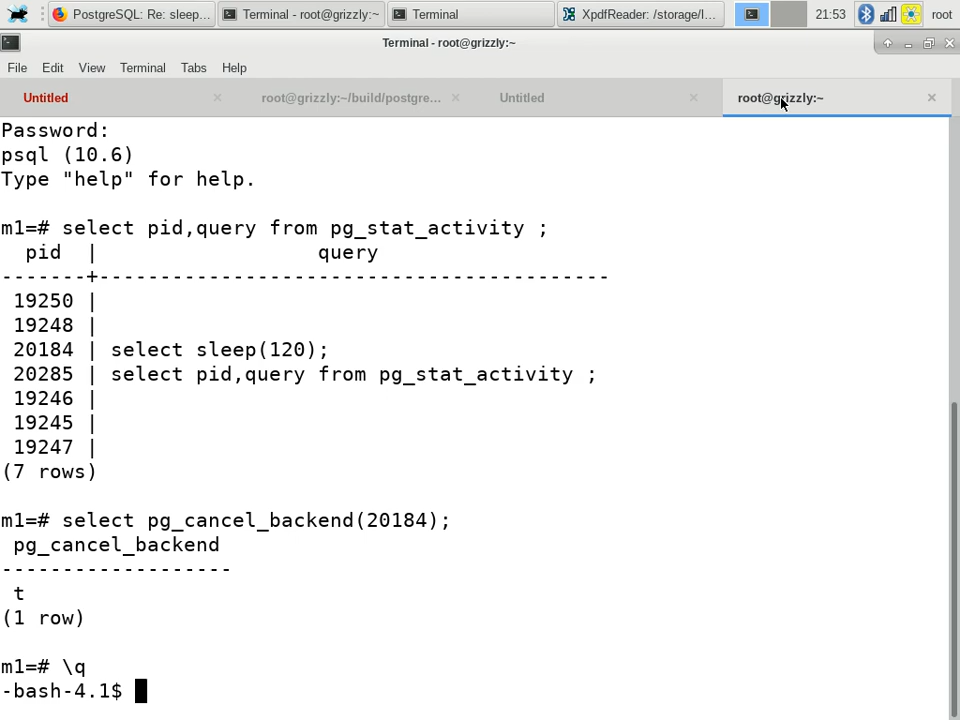 PostgreSQL: Re: sleep...
Terminal - root@grizzly:~
Terminal
XpdfReader: /storage/l...
21:53
root
Terminal - root@grizzly:~
File Edit View Terminal Tabs Help
Untitled
root@grizzly:~/build/postgre...
Untitled
root@grizzly:~
Password:
psql (10.6)
Type "help" for help.
m1=# select pid,query from pg_stat_activity ;
  pid  |                  query
-------+------------------------------------------
 19250 |
 19248 |
 20184 | select sleep(120);
 20285 | select pid,query from pg_stat_activity ;
 19246 |
 19245 |
 19247 |
(7 rows)
m1=# select pg_cancel_backend(20184);
 pg_cancel_backend
-------------------
 t
(1 row)
m1=# \q
-bash-4.1$